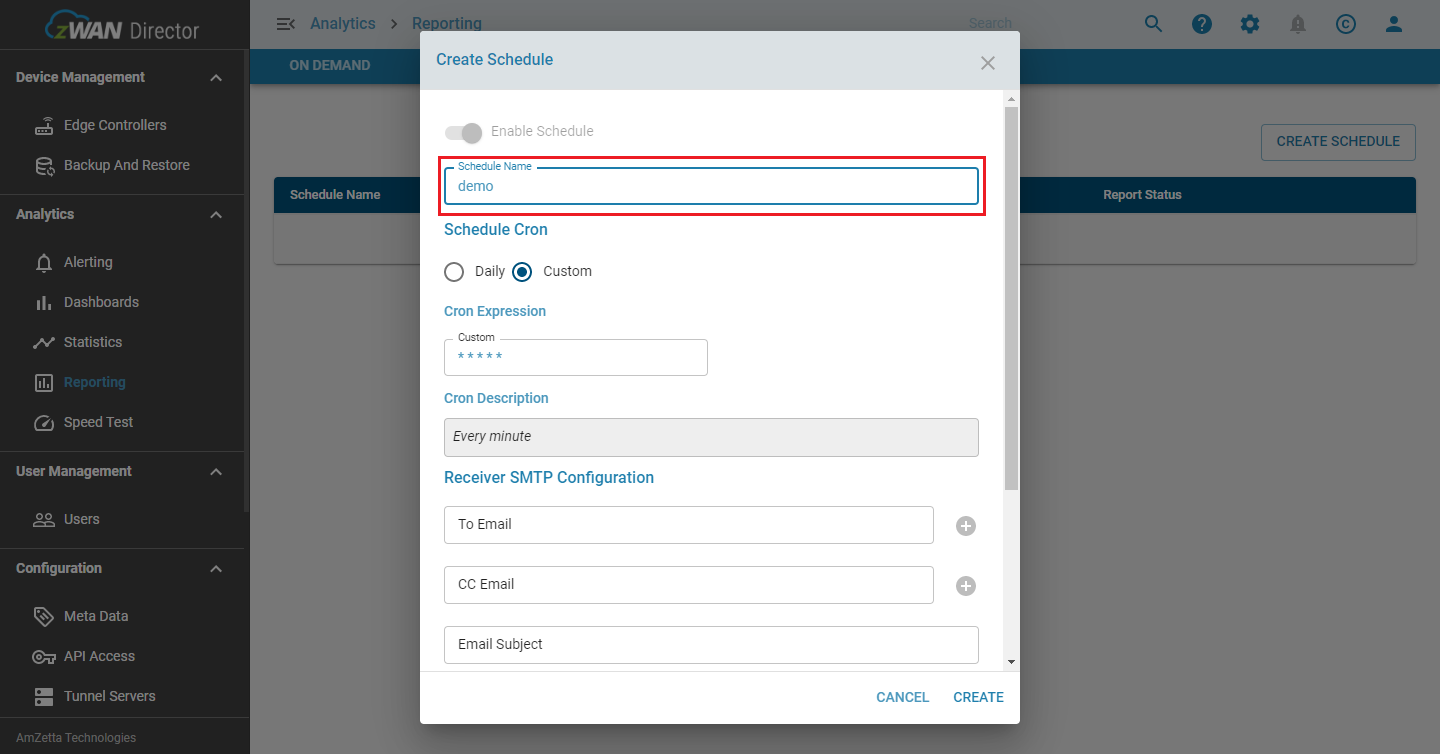 zWAN Director
Analytics > Reporting
Search
Device Management
Edge Controllers
Backup And Restore
Analytics
Alerting
Dashboards
Statistics
Reporting
Speed Test
User Management
Users
Configuration
Meta Data
API Access
Tunnel Servers
AmZetta Technologies
ON DEMAND
CREATE SCHEDULE
Schedule Name
Report Status
Create Schedule
Enable Schedule
Schedule Name
demo
Schedule Cron
Daily
Custom
Cron Expression
Custom
* * * * *
Cron Description
Every minute
Receiver SMTP Configuration
To Email
CC Email
Email Subject
CANCEL
CREATE